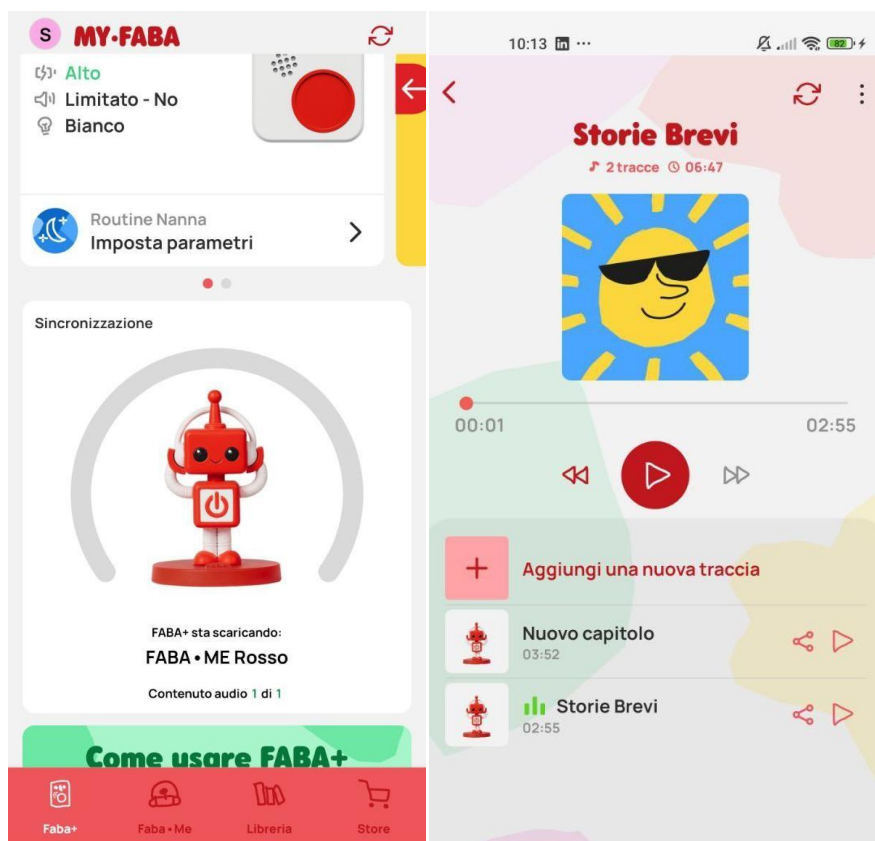 S MY•FABA
Alto
Limitato - No
Bianco
Routine Nanna
Imposta parametri
Sincronizzazione
FABA+ sta scaricando:
FABA • ME Rosso
Contenuto audio 1 di 1
Come usare FABA+
Faba+ Faba•Me Libreria Store
10:13 in ... 82
Storie Brevi
2 tracce 06:47
00:01 02:55
+ Aggiungi una nuova traccia
Nuovo capitolo
03:52
Storie Brevi
02:55